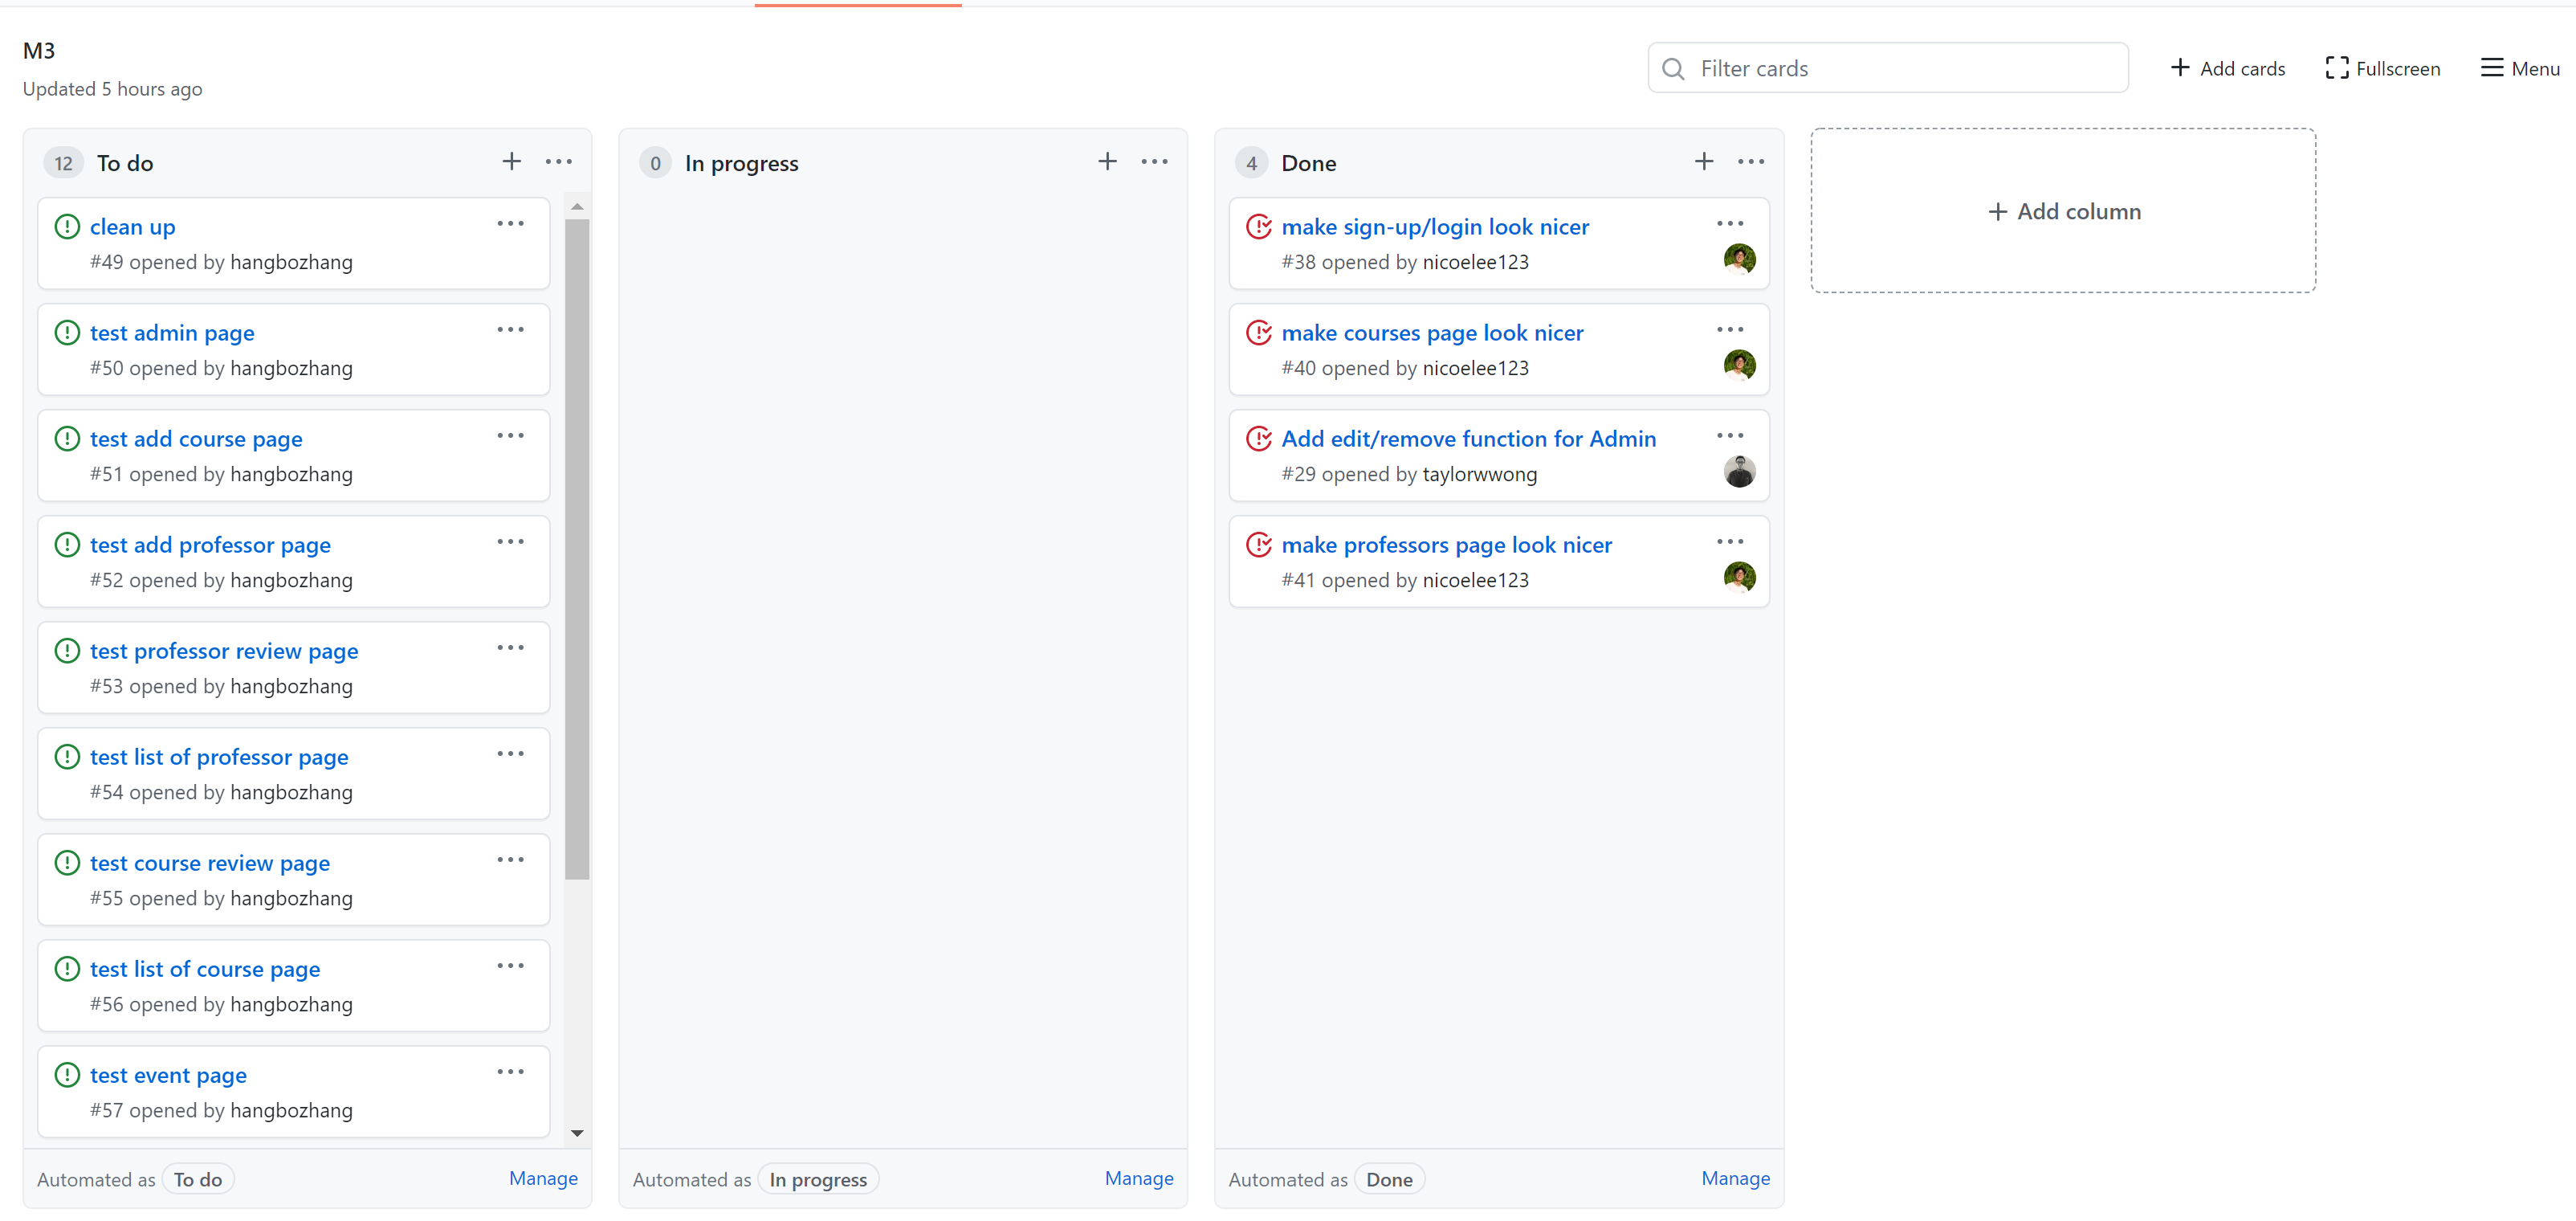 M3
Updated 5 hours ago
Filter cards
Add cards
Fullscreen
Menu
12 To do
clean up
#49 opened by hangbozhang
test admin page
#50 opened by hangbozhang
test add course page
#51 opened by hangbozhang
test add professor page
#52 opened by hangbozhang
test professor review page
#53 opened by hangbozhang
test list of professor page
#54 opened by hangbozhang
test course review page
#55 opened by hangbozhang
test list of course page
#56 opened by hangbozhang
test event page
#57 opened by hangbozhang
Automated as To do Manage
0 In progress
Automated as In progress Manage
4 Done
make sign-up/login look nicer
#38 opened by nicoelee123
make courses page look nicer
#40 opened by nicoelee123
Add edit/remove function for Admin
#29 opened by taylorwwong
make professors page look nicer
#41 opened by nicoelee123
Automated as Done Manage
Add column